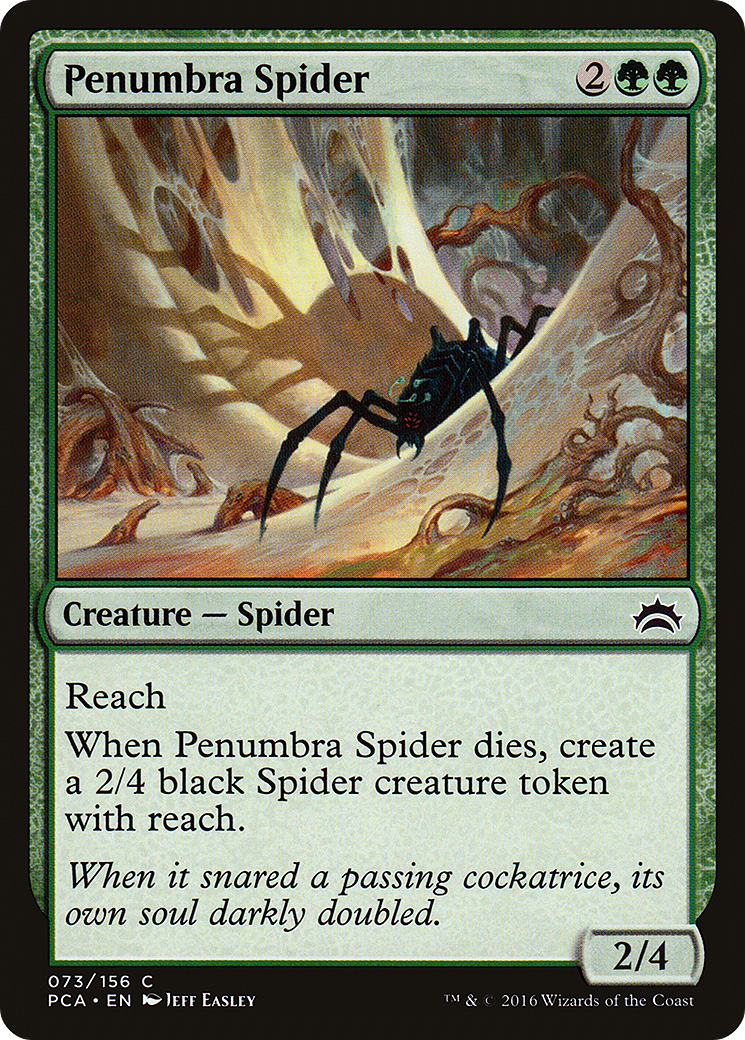 Penumbra Spider 2
Creature — Spider
Reach
When Penumbra Spider dies, create
a 2/4 black Spider creature token
with reach.
When it snared a passing cockatrice, its
own soul darkly doubled.
2/4
073/156 C
PCA • EN Jeff Easley
™ & © 2016 Wizards of the Coast